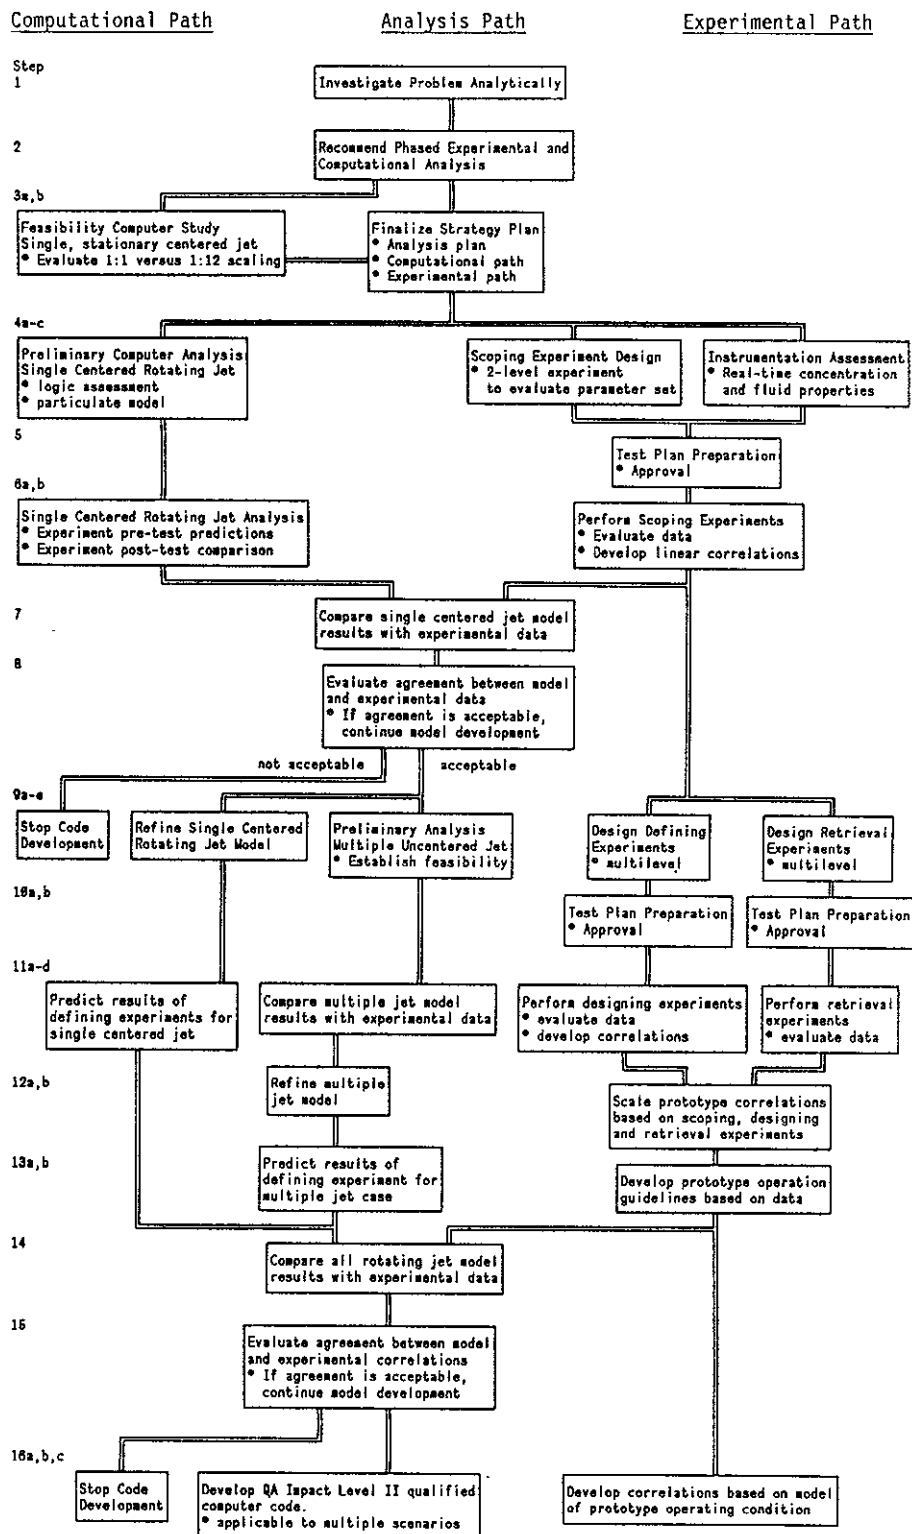 Computational Path
Analysis Path
Experimental Path
Step
1
Investigate Problem Analytically
2
Recommend Phased Experimental and
Computational Analysis
3a,b
Feasibility Computer Study
Single, stationary centered jet
• Evaluate 1:1 versus 1:12 scaling
Finalize Strategy Plan
• Analysis plan
• Computational path
• Experimental path
4a-c
Preliminary Computer Analysis
Single Centered Rotating Jet
• logic assessment
• particulate model
Scoping Experiment Design
• 2-level experiment
to evaluate parameter set
Instrumentation Assessment
• Real-time concentration
and fluid properties
5
Test Plan Preparation
• Approval
6a,b
Single Centered Rotating Jet Analysis
• Experiment pre-test predictions
• Experiment post-test comparison
Perform Scoping Experiments
• Evaluate data
• Develop linear correlations
7
Compare single centered jet model
results with experimental data
8
Evaluate agreement between model
and experimental data
• If agreement is acceptable,
continue model development
not acceptable
acceptable
9a-e
Stop Code
Development
Refine Single Centered
Rotating Jet Model
Preliminary Analysis
Multiple Uncentered Jet
• Establish feasibility
Design Defining
Experiments
• multilevel
Design Retrieval
Experiments
• multilevel
10a,b
Test Plan Preparation
• Approval
Test Plan Preparation
• Approval
11a-d
Predict results of
defining experiments for
single centered jet
Compare multiple jet model
results with experimental data
Perform designing experiments
• evaluate data
• develop correlations
Perform retrieval
experiments
• evaluate data
12a,b
Refine multiple
jet model
Scale prototype correlations
based on scoping, designing
and retrieval experiments
13a,b
Predict results of
defining experiment for
multiple jet case
Develop prototype operation
guidelines based on data
14
Compare all rotating jet model
results with experimental data
15
Evaluate agreement between model
and experimental correlations
• If agreement is acceptable,
continue model development
16a,b,c
Stop Code
Development
Develop QA Impact Level II qualified
computer code.
• applicable to multiple scenarios
Develop correlations based on model
of prototype operating condition